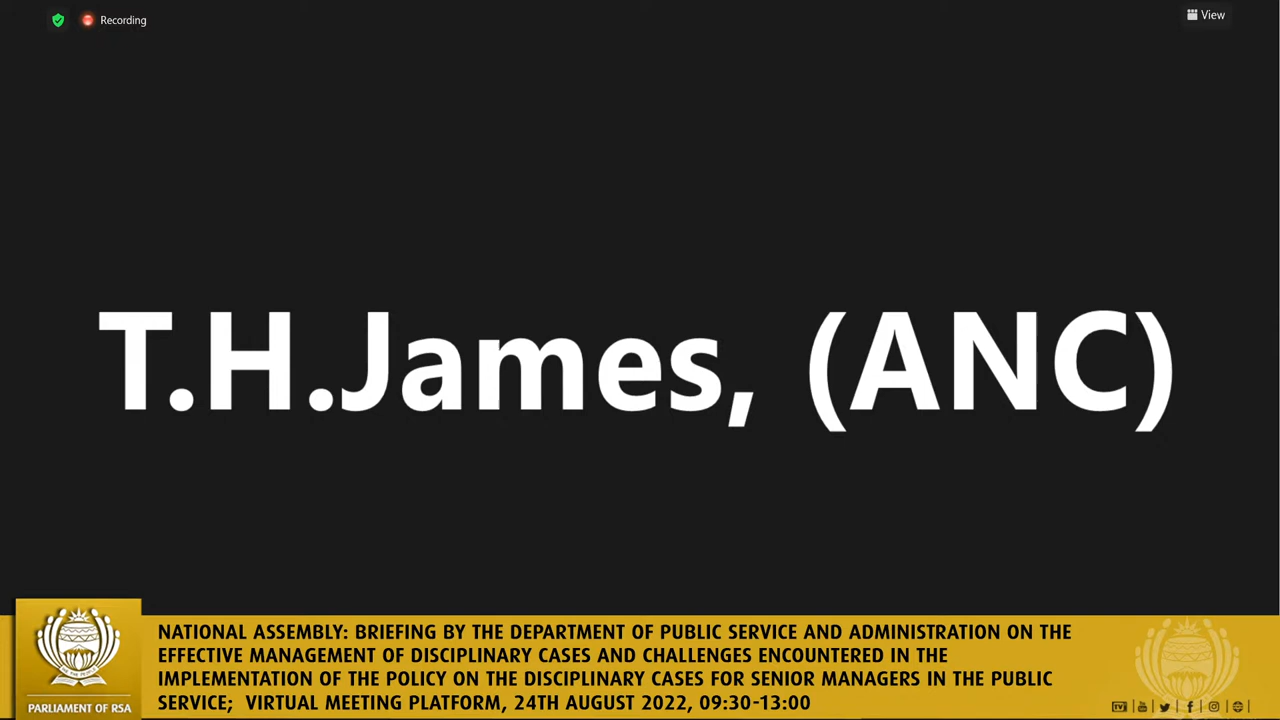 Recording
View
T.H.James, (ANC)
NATIONAL ASSEMBLY: BRIEFING BY THE DEPARTMENT OF PUBLIC SERVICE AND ADMINISTRATION ON THE
EFFECTIVE MANAGEMENT OF DISCIPLINARY CASES AND CHALLENGES ENCOUNTERED IN THE
IMPLEMENTATION OF THE POLICY ON THE DISCIPLINARY CASES FOR SENIOR MANAGERS IN THE PUBLIC
SERVICE; VIRTUAL MEETING PLATFORM, 24TH AUGUST 2022, 09:30-13:00
PARLIAMENT OF RSA